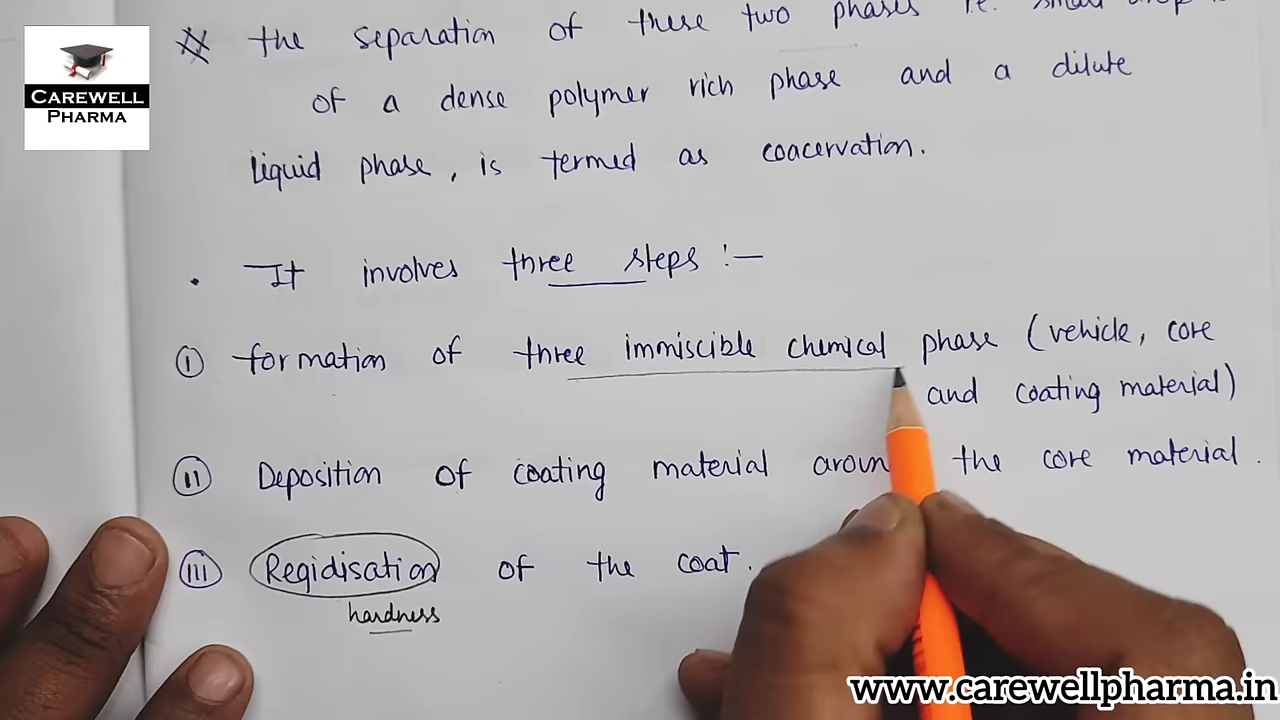 CAREWELL
PHARMA
# the separation of these two phases i.e. small
of a dense polymer rich phase and a dilute
liquid phase, is termed as coacervation.
• It involves three steps :-
(I) formation of three immiscible chemical phase (vehicle, core
and coating material)
(II) Deposition of coating material aroun the core material.
(III) Regidisation of the coat.
hardness
www.carewellpharma.in